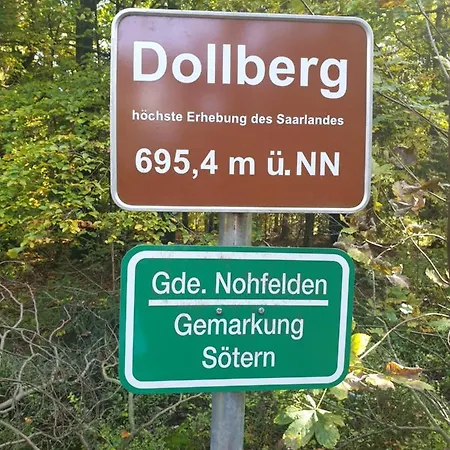 Dollberg
höchste Erhebung des Saarlandes
695,4 m ü.NN
Gde. Nohfelden
Gemarkung
Sötern